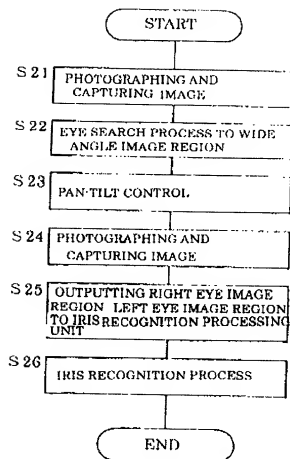 START
S21
PHOTOGRAPHING AND
CAPTURING IMAGE
S22
EYE SEARCH PROCESS TO WIDE
ANGLE IMAGE REGION
S23
PAN·TILT CONTROL
S24
PHOTOGRAPHING AND
CAPTURING IMAGE
S25
OUTPUTTING RIGHT EYE IMAGE
REGION LEFT EYE IMAGE REGION
TO IRIS RECOGNITION PROCESSING
UNIT
S26
IRIS RECOGNITION PROCESS
END